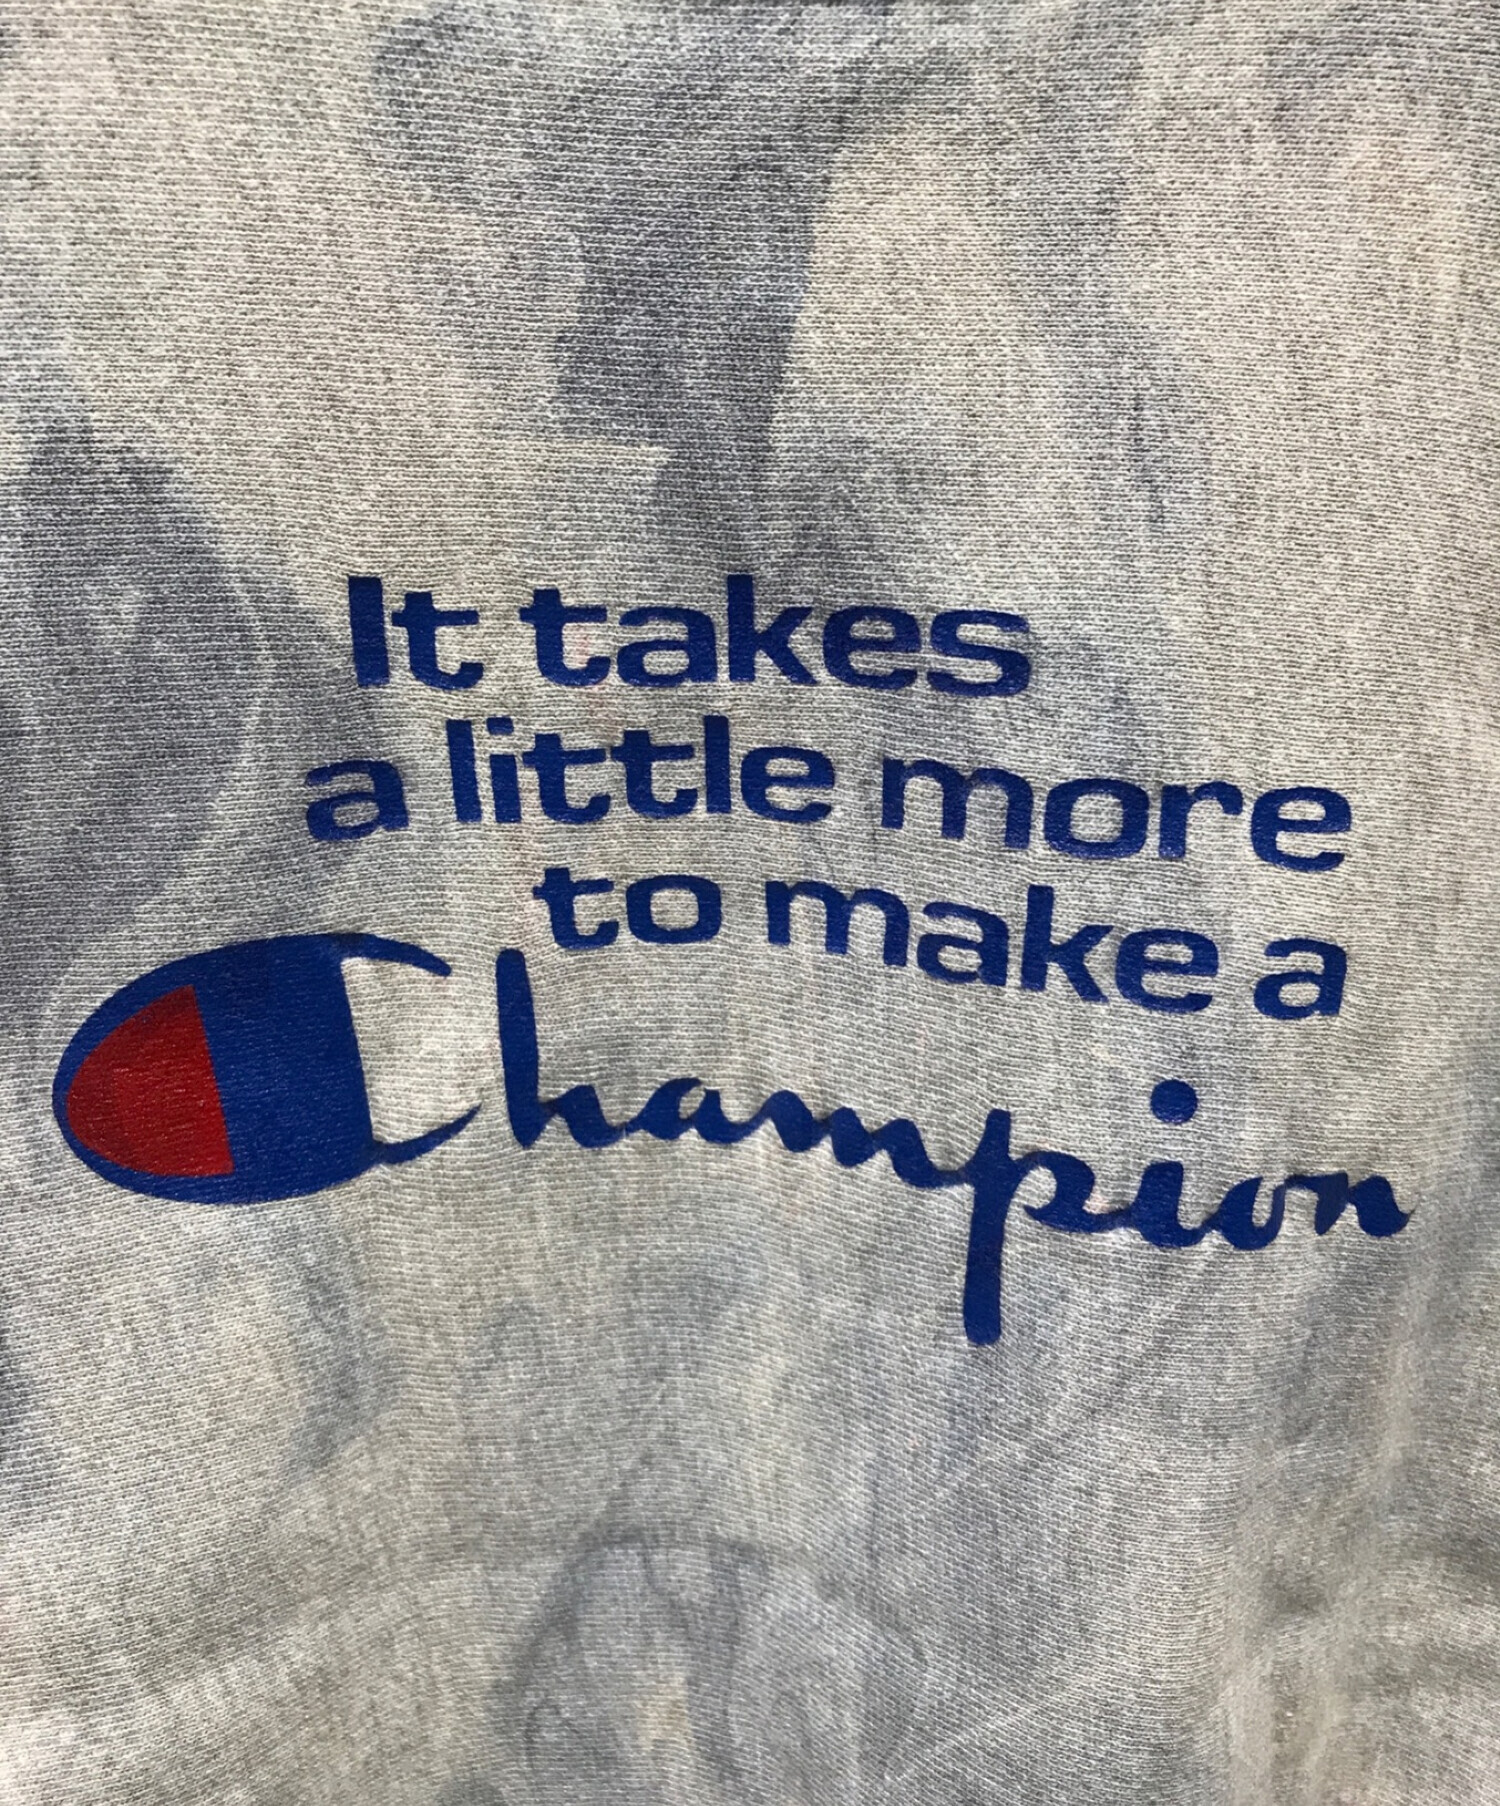 It takes
a little more
to make a
Champion